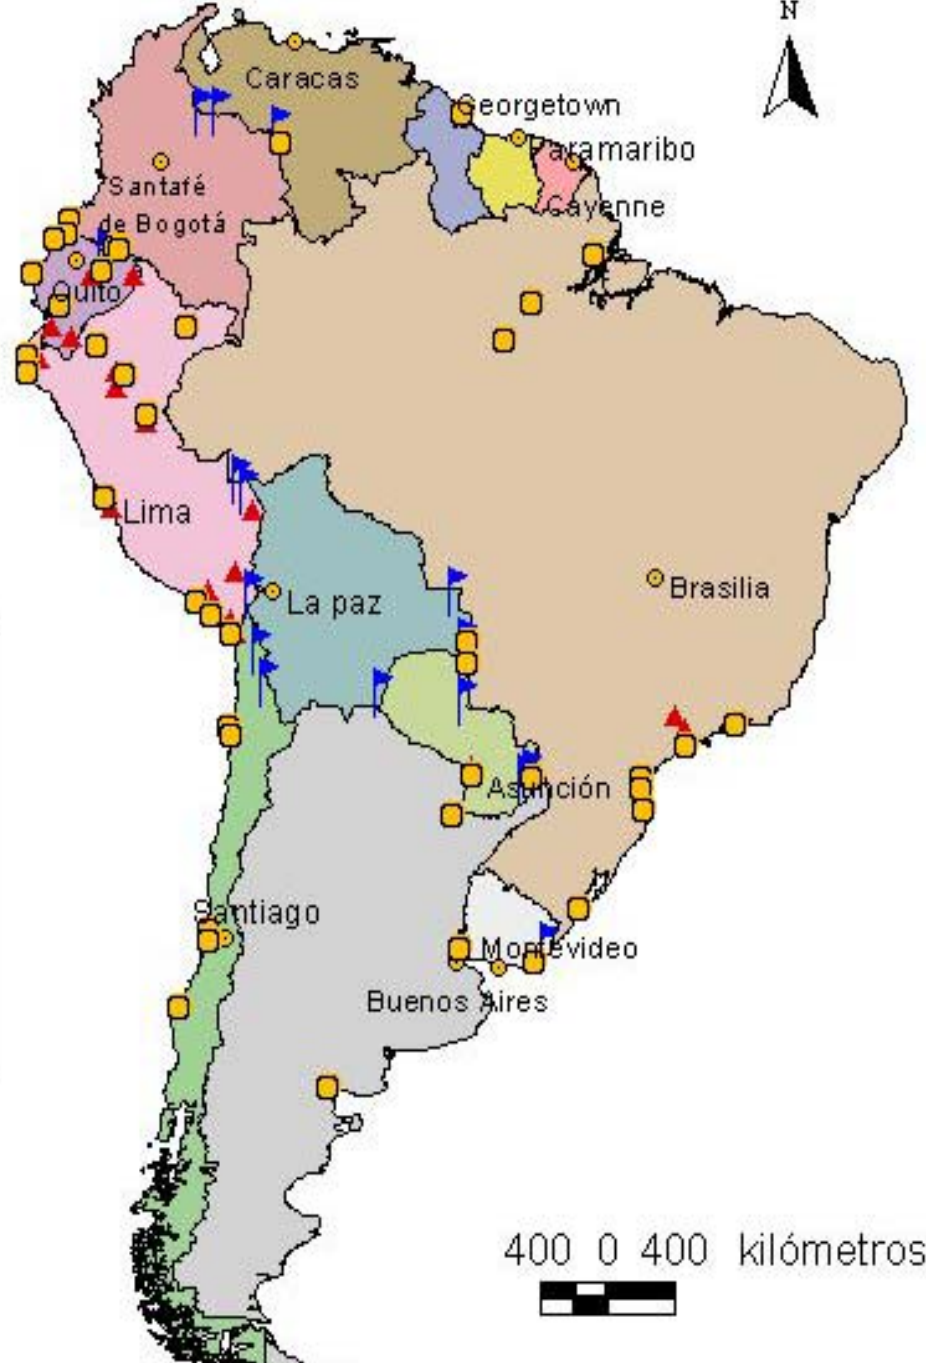 N
Caracas
Georgetown
Paramaribo
Cayenne
Santafé
de Bogotá
Quito
Lima
La paz
Brasilia
Asunción
Santiago
Montevideo
Buenos Aires
400 0 400 kilómetros